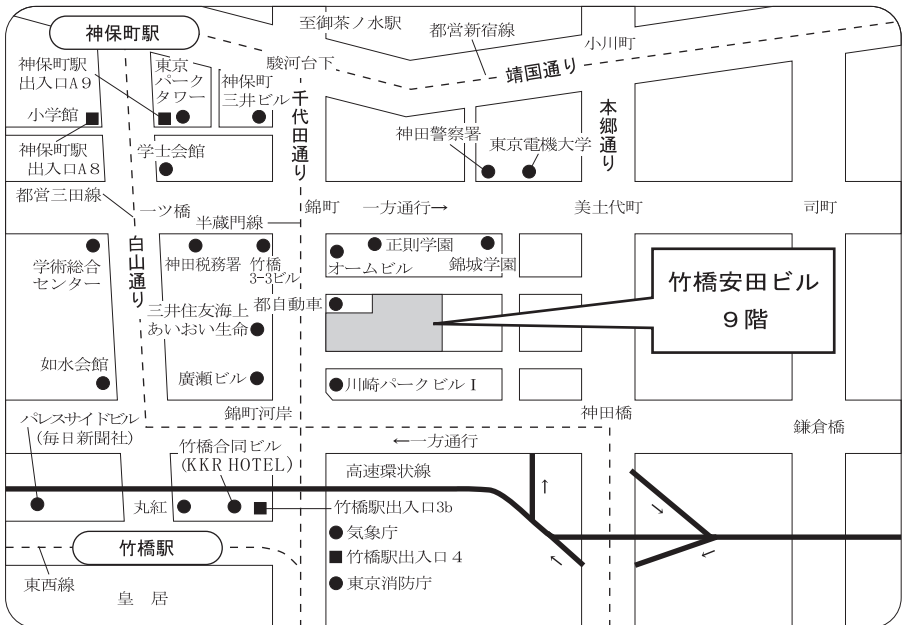 神保町駅
至御茶ノ水駅
都営新宿線
小川町
靖国通り
駿河台下
神保町駅
出入口A9
東京
パーク
タワー
神保町
三井ビル
千代田通り
本郷通り
小学館
神保町駅
出入口A8
学士会館
神田警察署
東京電機大学
都営三田線
一ツ橋
半蔵門線
錦町
一方通行→
美土代町
司町
白山通り
学術総合
センター
神田税務署
竹橋
3-3ビル
オームビル
正則学園
錦城学園
竹橋安田ビル
9階
都自動車
三井住友海上
あいおい生命
如水会館
廣瀬ビル
川崎パークビルⅠ
錦町河岸
神田橋
鎌倉橋
パレスサイドビル
(毎日新聞社)
竹橋合同ビル
(KKR HOTEL)
←一方通行
高速環状線
↑
→
←
←
丸紅
竹橋駅出入口3b
気象庁
竹橋駅出入口4
東京消防庁
竹橋駅
東西線
皇居